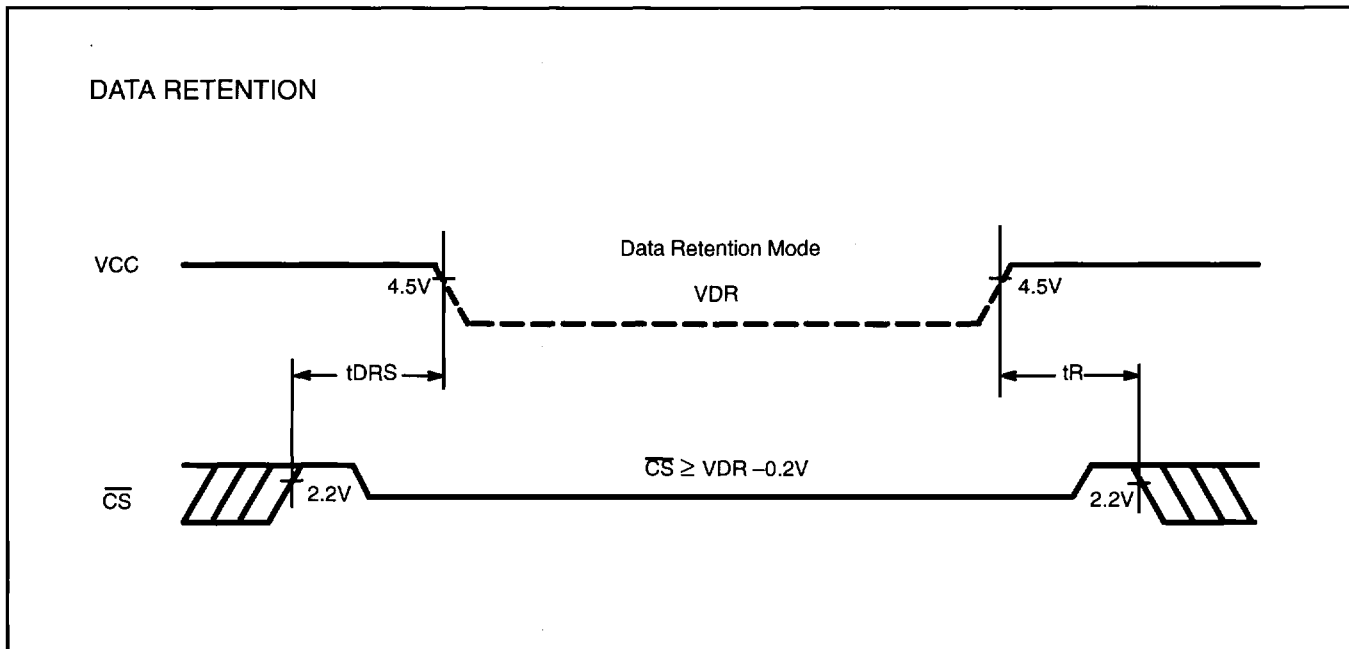 DATA RETENTION
Data Retention Mode
VCC
4.5V
VDR
4.5V
tDRS
tR
CS ≥ VDR –0.2V
CS
2.2V
2.2V